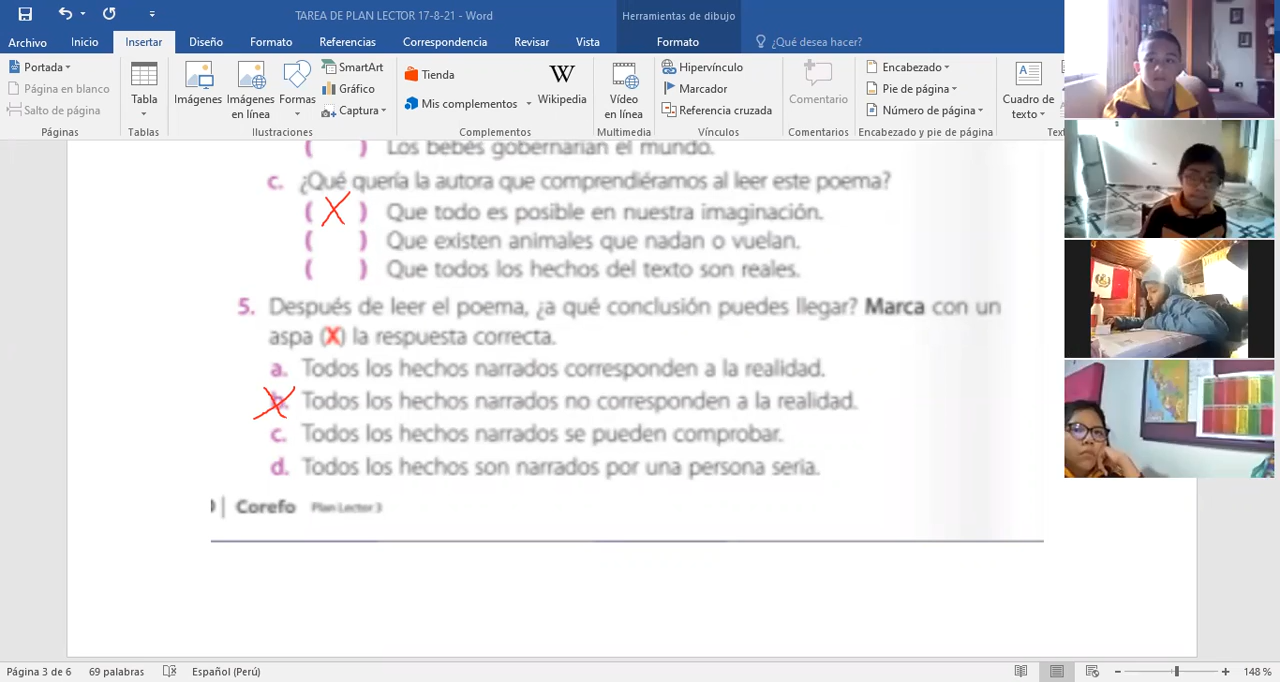 TAREA DE PLAN LECTOR 17-8-21 - Word
Herramientas de dibujo
Archivo Inicio Insertar Diseño Formato Referencias Correspondencia Revisar Vista Formato ¿Qué desea hacer?
Portada
Página en blanco
Salto de página
Páginas
Tabla
Tablas
Imágenes
Imágenes en línea
Formas
SmartArt
Gráfico
Captura
Ilustraciones
Tienda
Mis complementos
W
Wikipedia
Complementos
Vídeo en línea
Multimedia
Hipervínculo
Marcador
Referencia cruzada
Vínculos
Comentario
Comentarios
Encabezado
Pie de página
Número de página
Encabezado y pie de página
Cuadro de texto
( ) Los bebés gobernarían el mundo.
c. ¿Qué quería la autora que comprendiéramos al leer este poema?
( X ) Que todo es posible en nuestra imaginación.
( ) Que existen animales que nadan o vuelan.
( ) Que todos los hechos del texto son reales.
5. Después de leer el poema, ¿a qué conclusión puedes llegar? Marca con un
aspa (X) la respuesta correcta.
a. Todos los hechos narrados corresponden a la realidad.
b. Todos los hechos narrados no corresponden a la realidad.
c. Todos los hechos narrados se pueden comprobar.
d. Todos los hechos son narrados por una persona seria.
Corefo Plan Lector 3
Página 3 de 6 69 palabras Español (Perú) 148 %